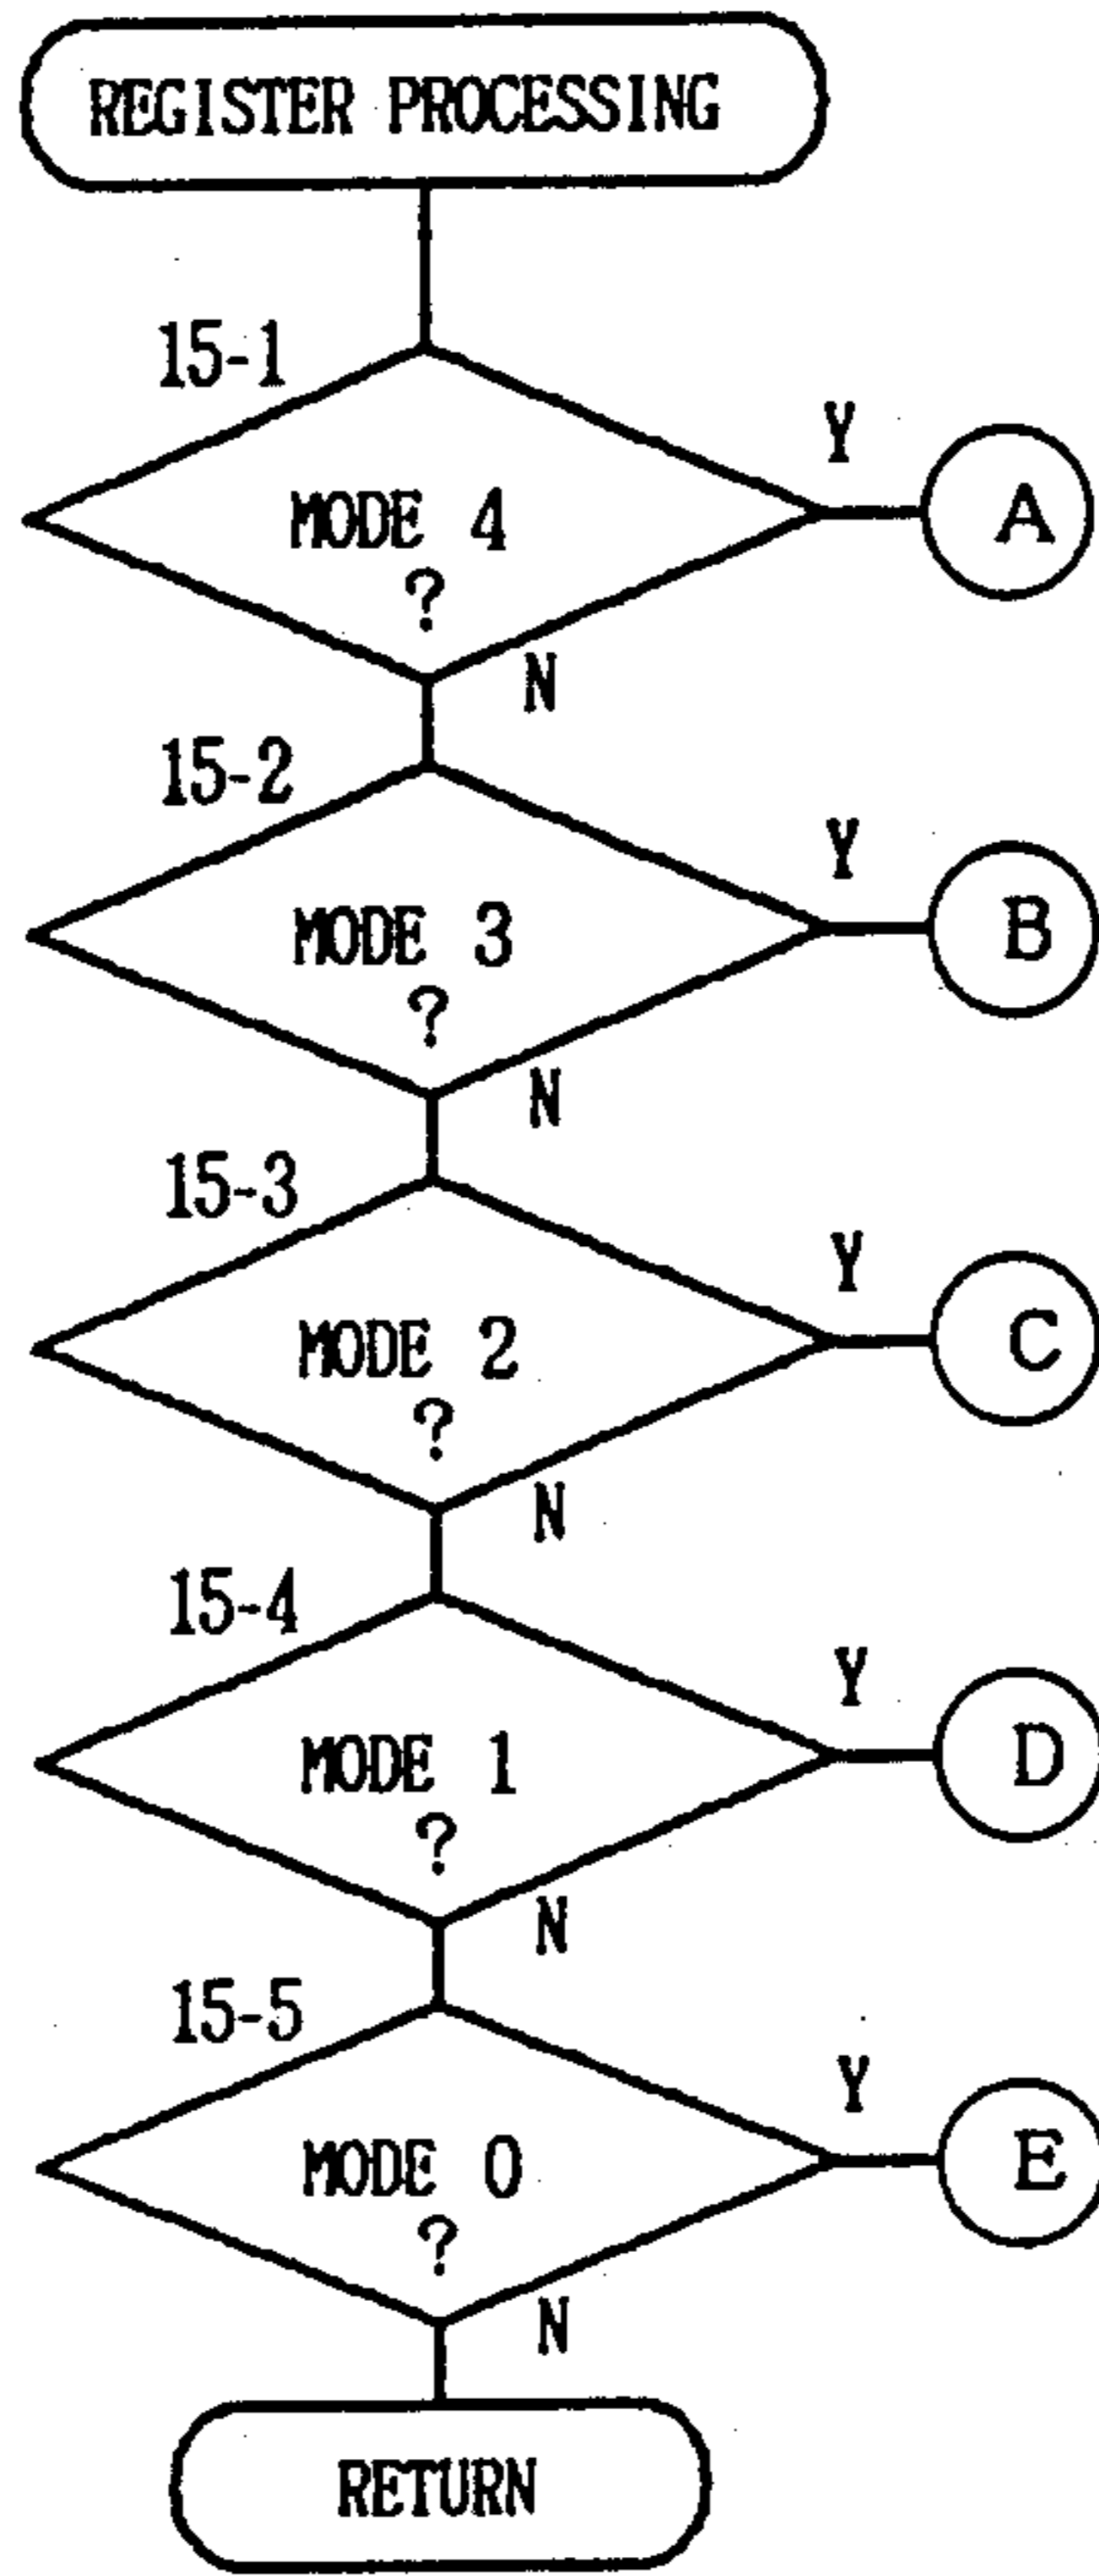 REGISTER PROCESSING
15-1
MODE 4
?
Y
A
N
15-2
MODE 3
?
Y
B
N
15-3
MODE 2
?
Y
C
N
15-4
MODE 1
?
Y
D
N
15-5
MODE 0
?
Y
E
N
RETURN